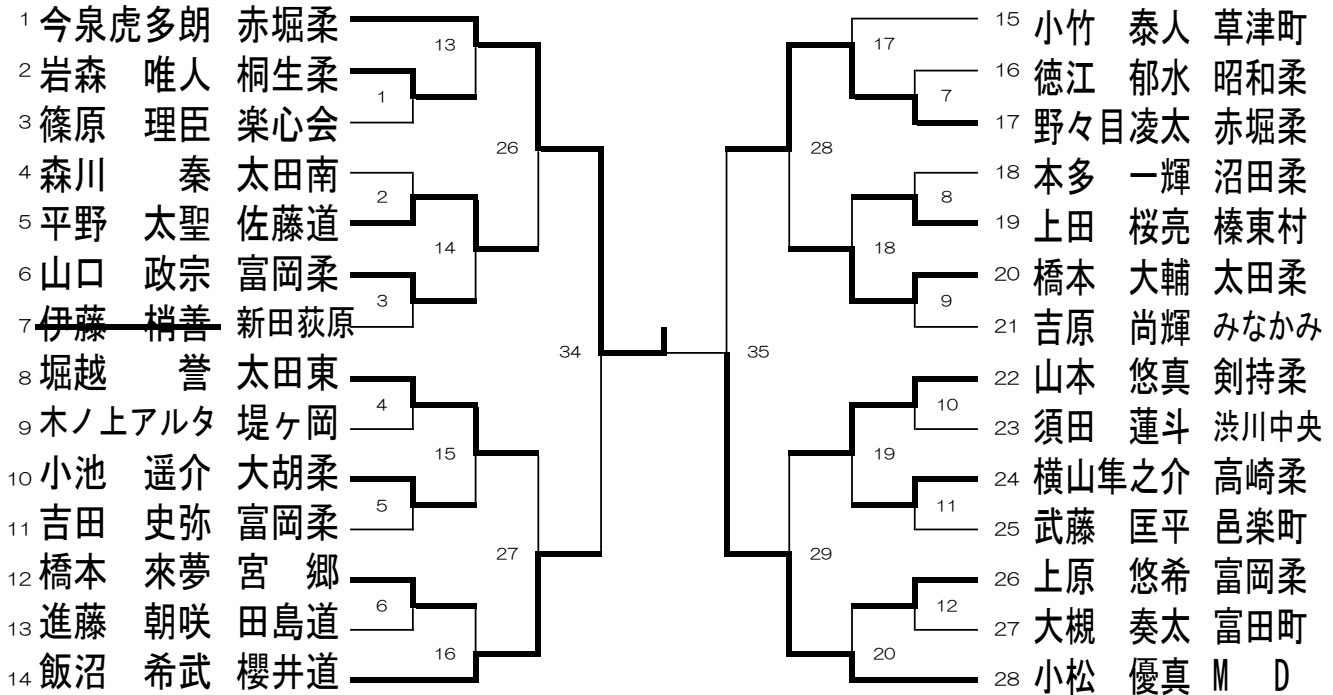 1 今泉虎多朗 赤堀柔
2 岩森 唯人 桐生柔
3 篠原 理臣 楽心会
4 森川 秦 太田南
5 平野 太聖 佐藤道
6 山口 政宗 富岡柔
7 伊藤 梢善 新田荻原
8 堀越 誉 太田東
9 木ノ上アルタ 堤ヶ岡
10 小池 遥介 大胡柔
11 吉田 史弥 富岡柔
12 橋本 來夢 宮 郷
13 進藤 朝咲 田島道
14 飯沼 希武 櫻井道
13
1
26
2
14
3
34
4
15
5
27
6
16
17
7
28
8
18
9
35
10
19
11
29
12
20
15 小竹 泰人 草津町
16 徳江 郁水 昭和柔
17 野々目凌太 赤堀柔
18 本多 一輝 沼田柔
19 上田 桜亮 榛東村
20 橋本 大輔 太田柔
21 吉原 尚輝 みなかみ
22 山本 悠真 剣持柔
23 須田 蓮斗 渋川中央
24 横山隼之介 高崎柔
25 武藤 匡平 邑楽町
26 上原 悠希 富岡柔
27 大槻 奏太 富田町
28 小松 優真 M D